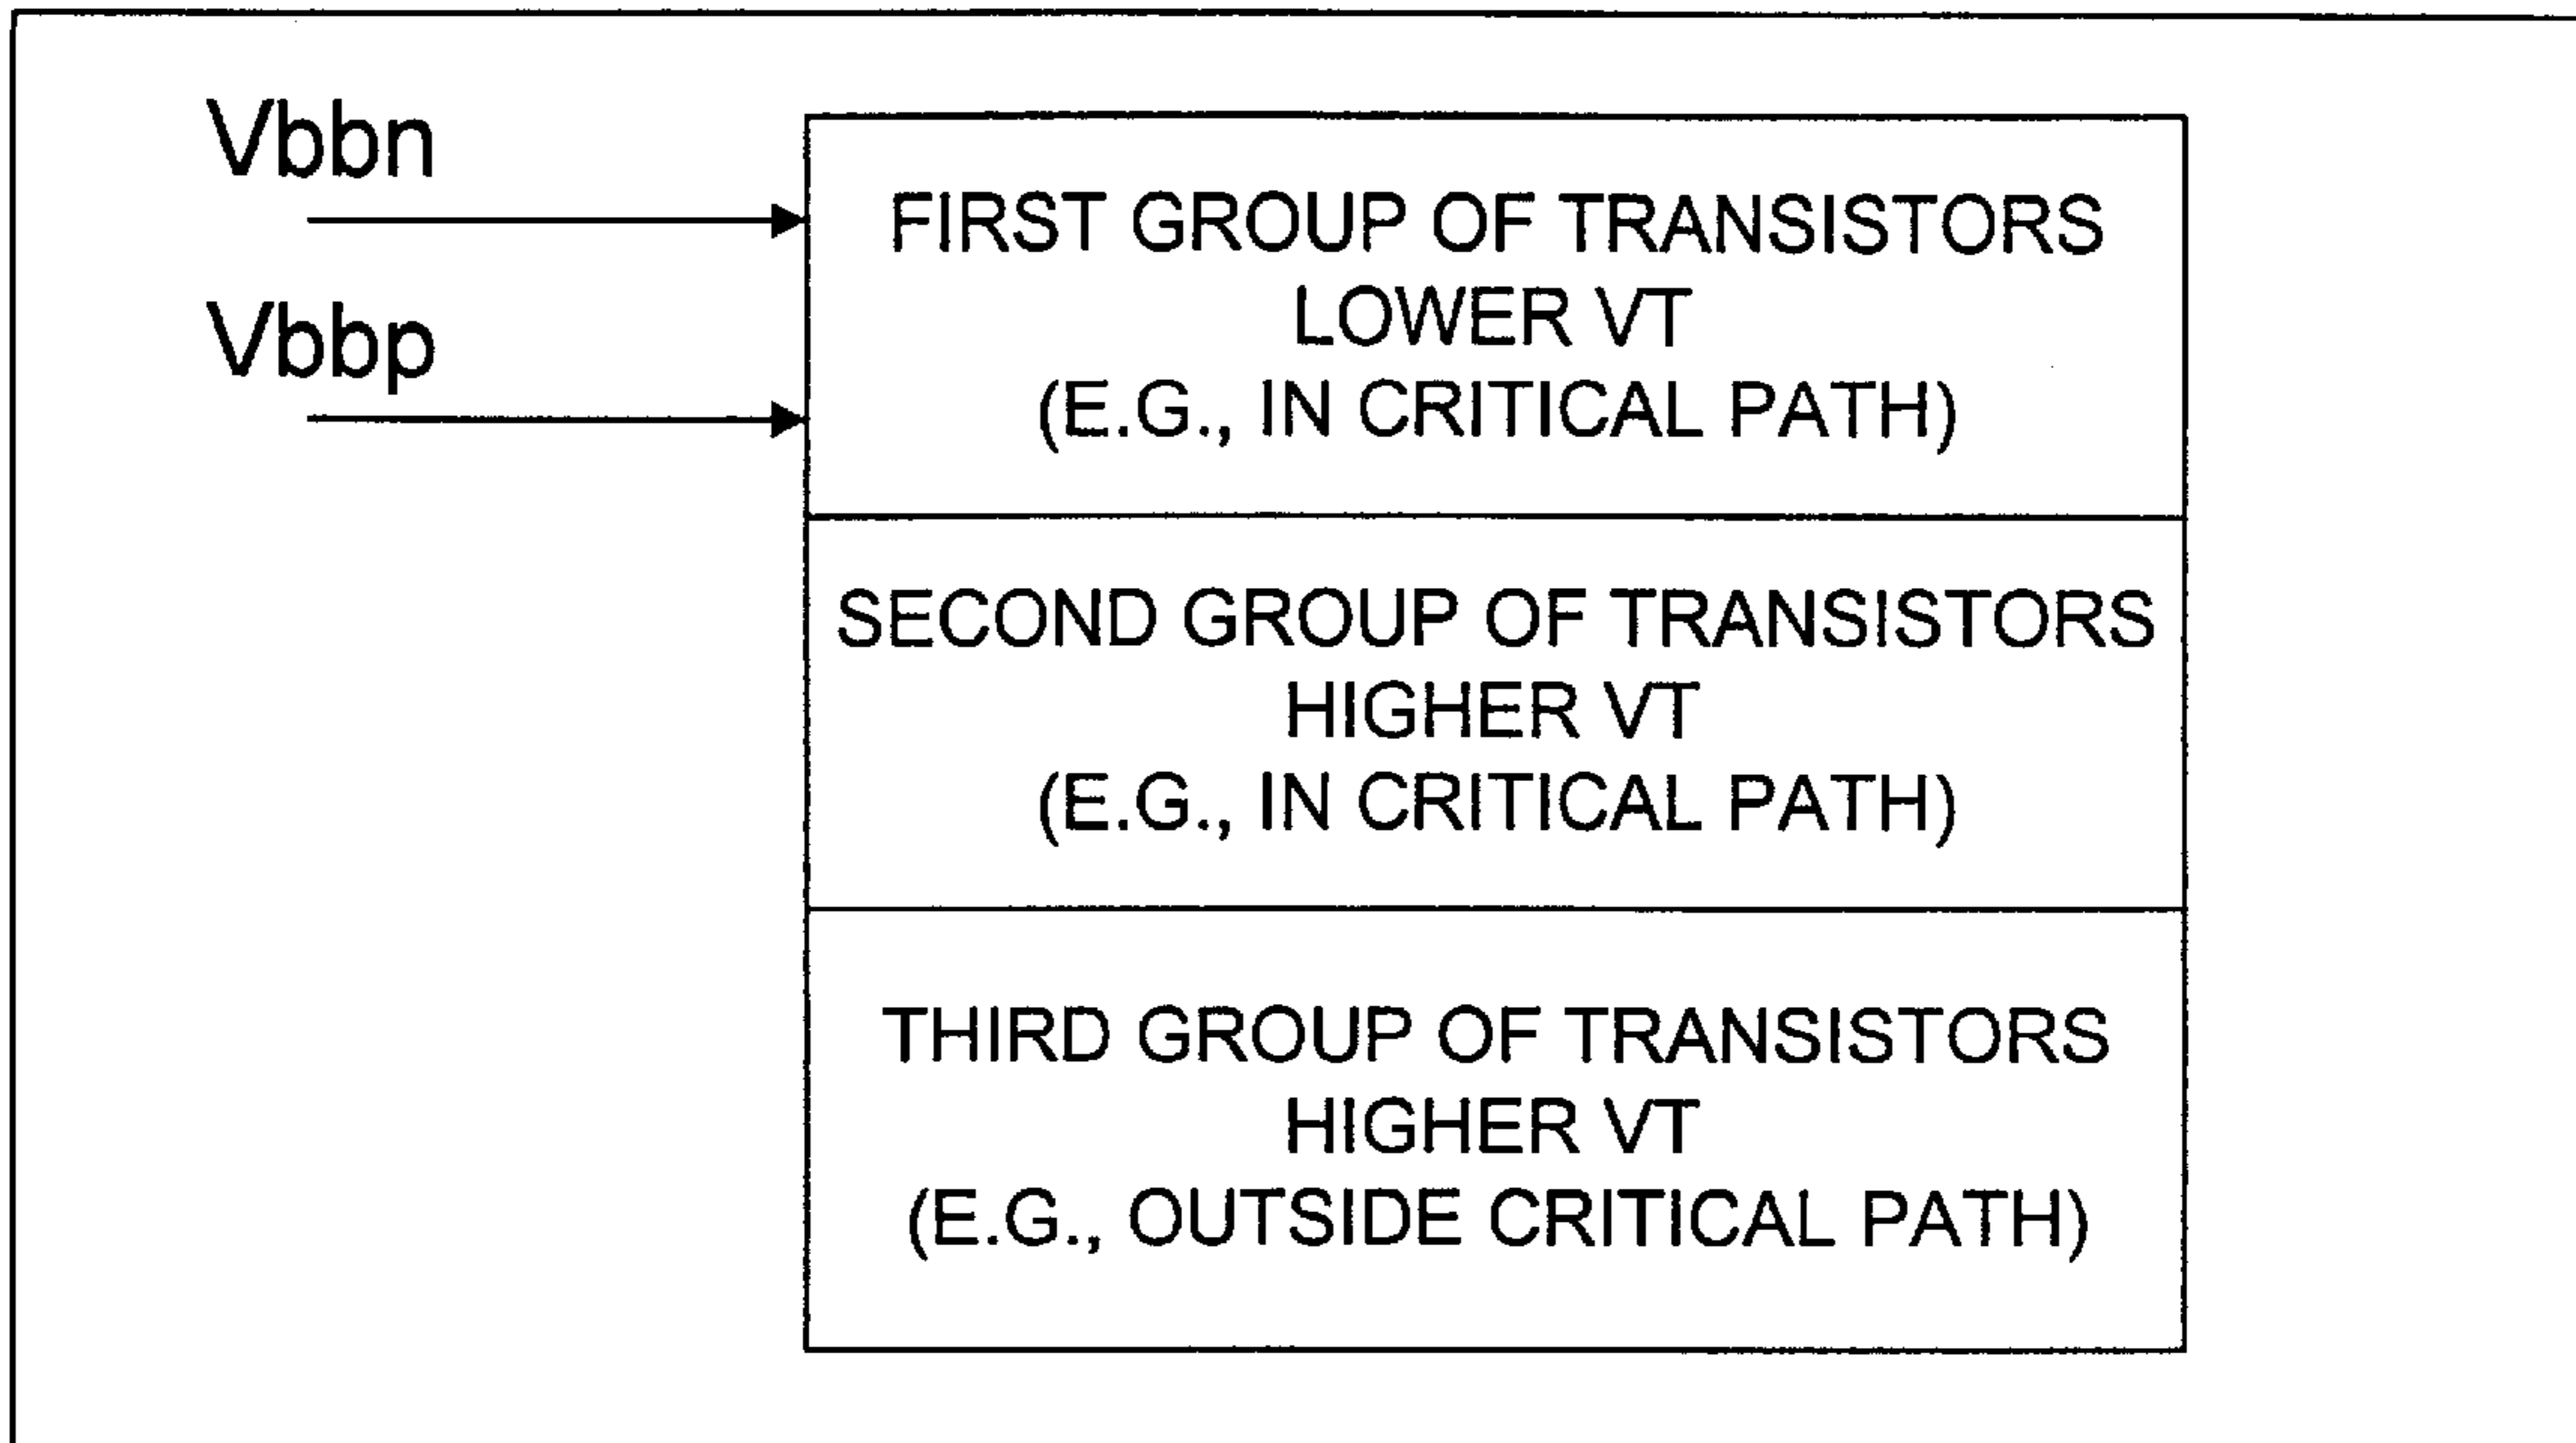 Vbbn
Vbbp
FIRST GROUP OF TRANSISTORS
LOWER VT
(E.G., IN CRITICAL PATH)
SECOND GROUP OF TRANSISTORS
HIGHER VT
(E.G., IN CRITICAL PATH)
THIRD GROUP OF TRANSISTORS
HIGHER VT
(E.G., OUTSIDE CRITICAL PATH)